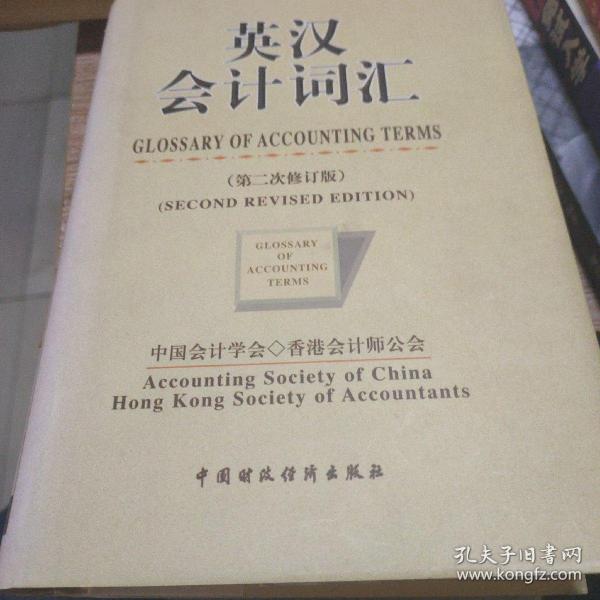 英汉
会计词汇
GLOSSARY OF ACCOUNTING TERMS
（第二次修订版）
(SECOND REVISED EDITION)
GLOSSARY
OF
ACCOUNTING
TERMS
中国会计学会◇香港会计师公会
Accounting Society of China
Hong Kong Society of Accountants
中国财政经济出版社
孔夫子旧书网
www.kongfz.com